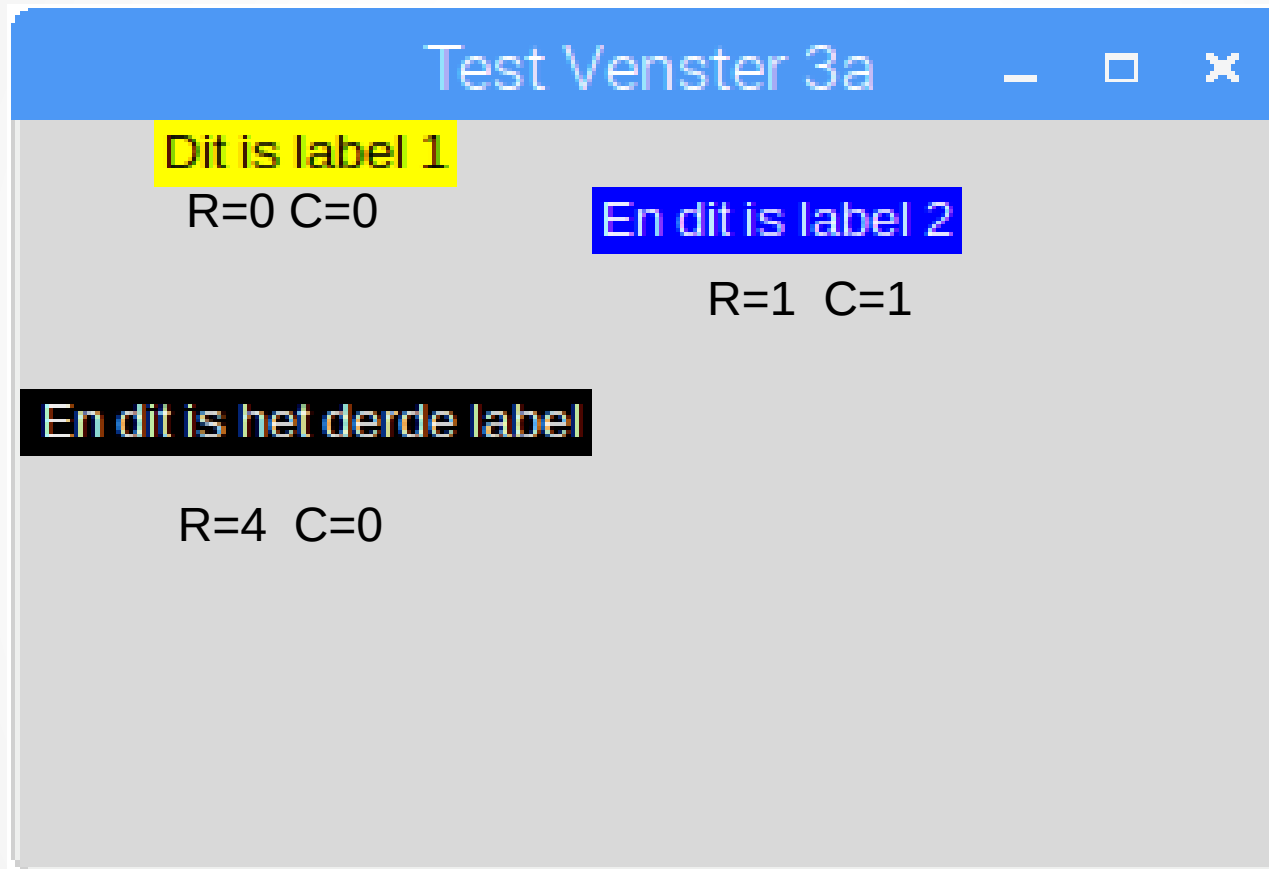 Test Venster 3a
Dit is label 1
R=0 C=0
En dit is label 2
R=1  C=1
En dit is het derde label
R=4  C=0